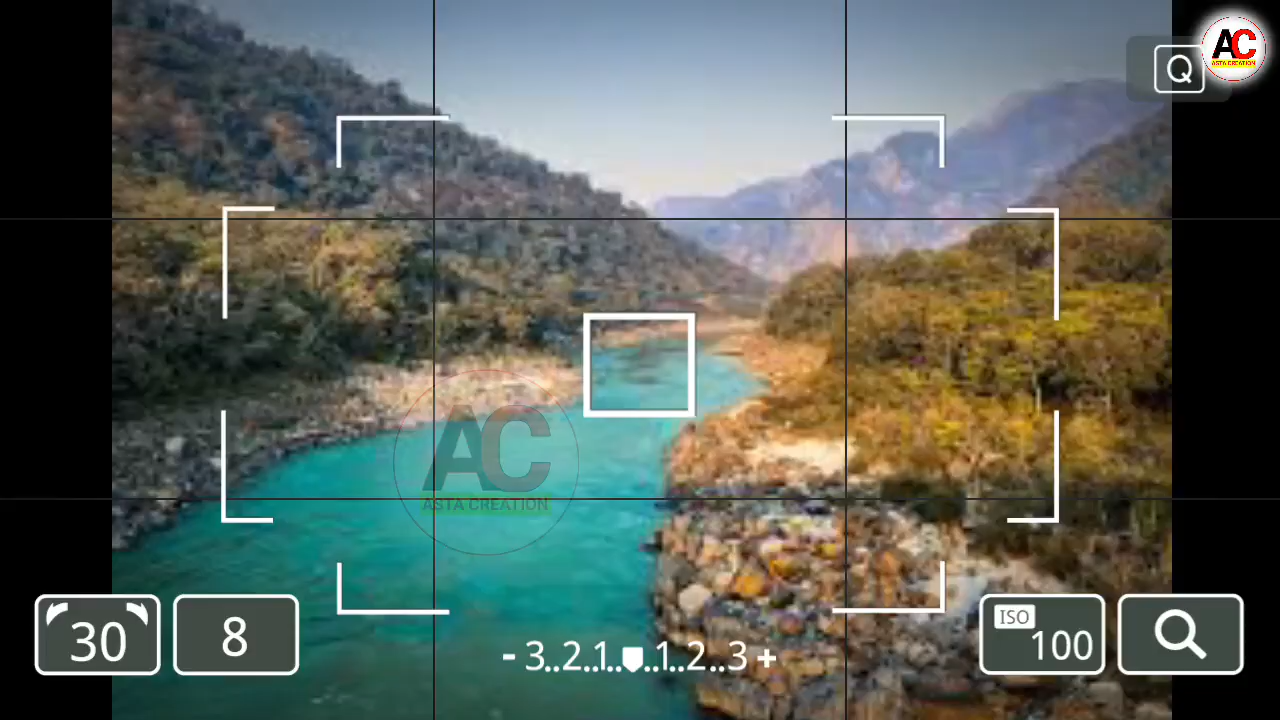 Q
AC
ASTA CREATION
AC
ASTA CREATION
30
8
- 3..2..1..  ..1..2..3 +
ISO
100